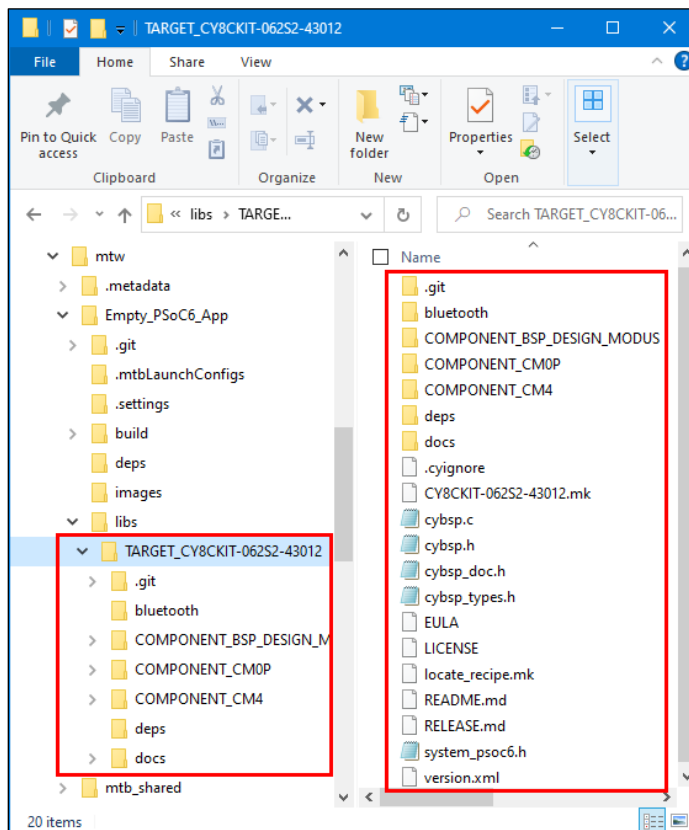 TARGET_CY8CKIT-062S2-43012
File Home Share View
Pin to Quick access
Copy
Paste
New folder
Properties
Select
Clipboard Organize New Open
« libs › TARGE...
Search TARGET_CY8CKIT-06...
mtw
.metadata
Empty_PSoC6_App
.git
.mtbLaunchConfigs
.settings
build
deps
images
libs
TARGET_CY8CKIT-062S2-43012
.git
bluetooth
COMPONENT_BSP_DESIGN_M
COMPONENT_CM0P
COMPONENT_CM4
deps
docs
mtb_shared
Name
.git
bluetooth
COMPONENT_BSP_DESIGN_MODUS
COMPONENT_CM0P
COMPONENT_CM4
deps
docs
.cyignore
CY8CKIT-062S2-43012.mk
cybsp.c
cybsp.h
cybsp_doc.h
cybsp_types.h
EULA
LICENSE
locate_recipe.mk
README.md
RELEASE.md
system_psoc6.h
version.xml
20 items